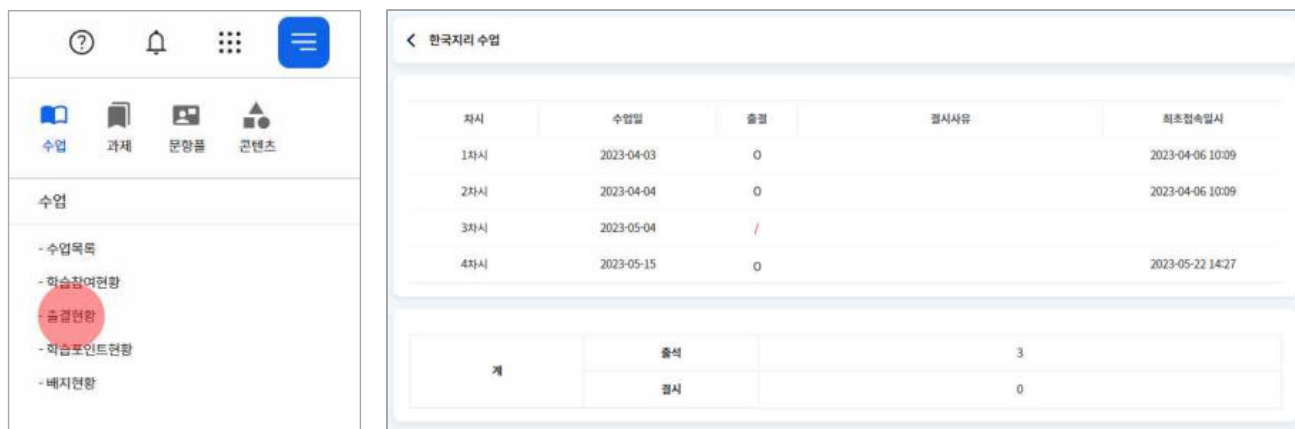 수업 과제 문항풀 콘텐츠
수업
- 수업목록
- 학습참여현황
- 출결현황
- 학습포인트현황
- 배지현황
한국지리 수업
차시 수업일 출결 결시사유 최초접속일시
1차시 2023-04-03 O 2023-04-06 10:09
2차시 2023-04-04 O 2023-04-06 10:09
3차시 2023-05-04 /
4차시 2023-05-15 O 2023-05-22 14:27
계 출석 3
결시 0